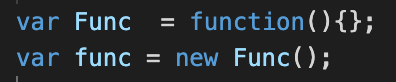 var Func  = function(){};
var func = new Func();